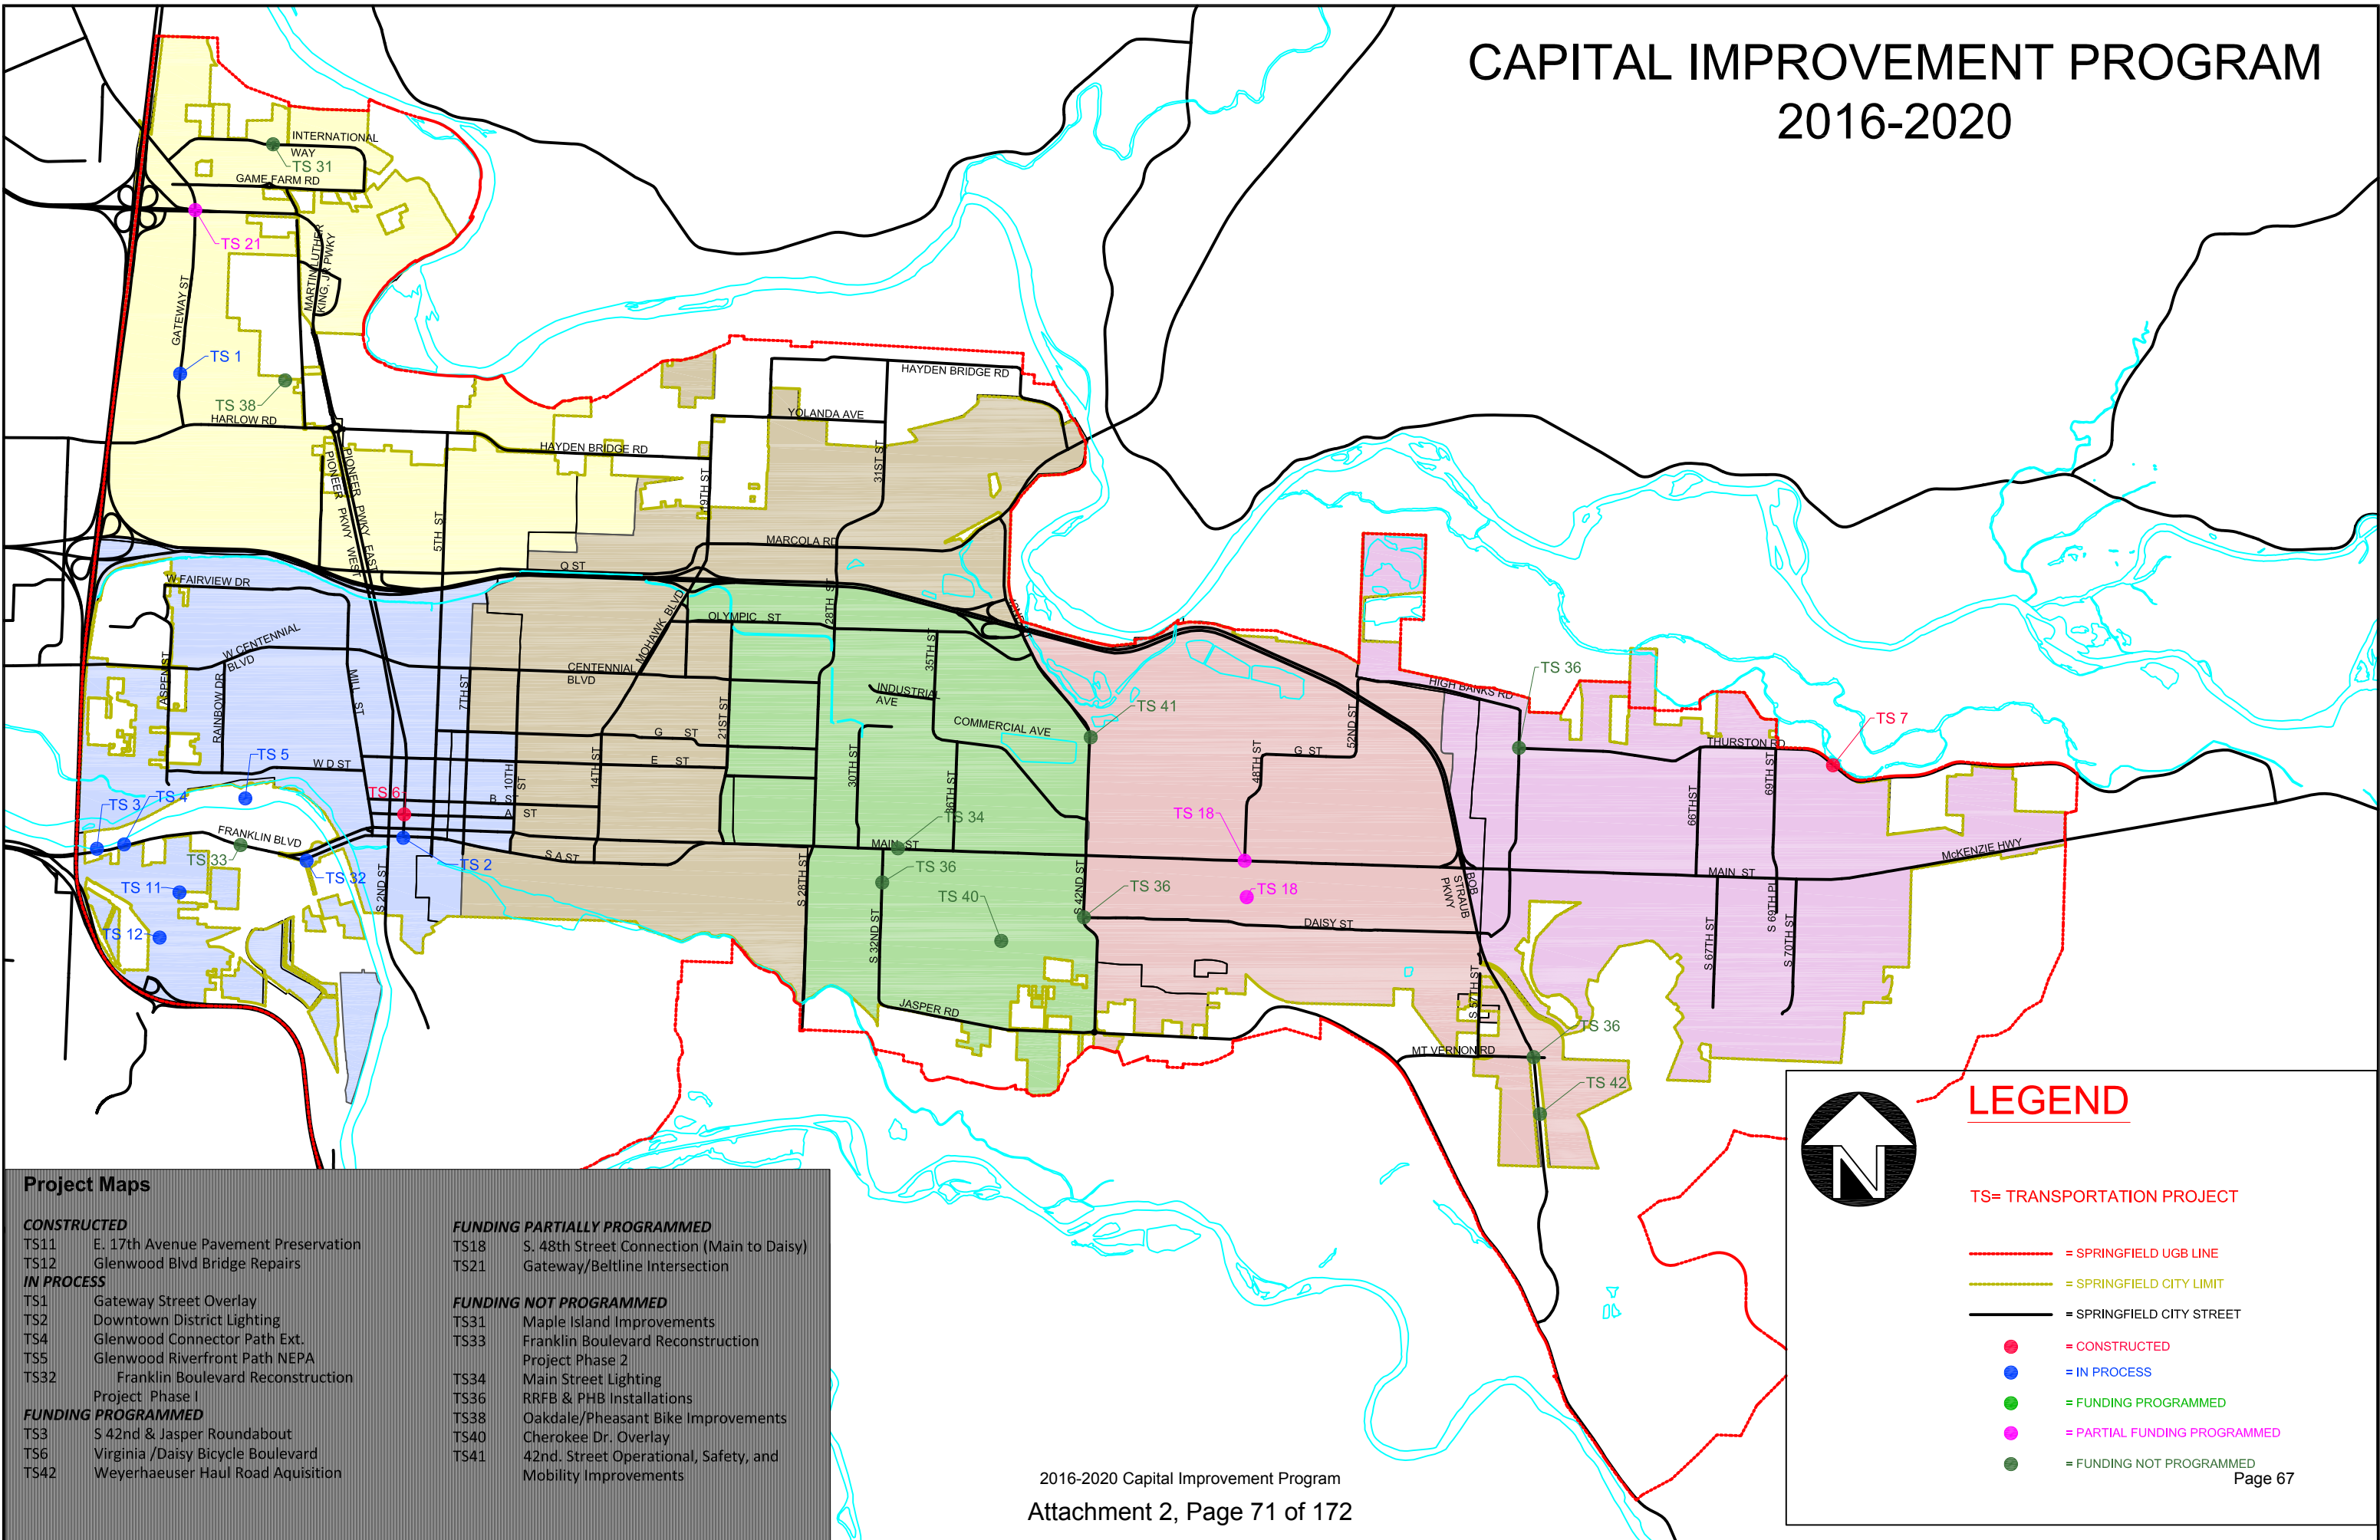 CAPITAL IMPROVEMENT PROGRAM
2016-2020
INTERNATIONAL
WAY
TS 31
GAME FARM RD
TS 21
MARTIN LUTHER
KING, JR PWKY
GATEWAY ST
TS 1
TS 38
HARLOW RD
HAYDEN BRIDGE RD
YOLANDA AVE
HAYDEN BRIDGE RD
31ST ST
19TH ST
PIONEER PKWY WEST
PIONEER PWKY EAST
5TH ST
MARCOLA RD
Q ST
W FAIRVIEW DR
28TH ST
42ND ST
OLYMPIC ST
MOHAWK BLVD
W CENTENNIAL
BLVD
CENTENNIAL
BLVD
35TH ST
ASPEN ST
RAINBOW DR
MILL ST
7TH ST
INDUSTRIAL
AVE
COMMERCIAL AVE
TS 41
52ND ST
HIGH BANKS RD
TS 36
TS 7
THURSTON RD
G ST
21ST ST
E ST
G ST
48TH ST
TS 5
W D ST
10TH
ST
14TH ST
30TH ST
36TH ST
66TH ST
69TH ST
TS 3
TS 4
TS 6
B ST
A ST
TS 34
TS 18
FRANKLIN BLVD
TS 33
TS 32
TS 2
S A ST
MAIN ST
MAIN ST
McKENZIE HWY
TS 11
S 2ND ST
S 28TH ST
TS 36
TS 40
S 42ND ST
TS 36
TS 18
BOB
STRAUB
PKWY
TS 12
S 32ND ST
DAISY ST
S 67TH ST
S 69TH PL
S 70TH ST
JASPER RD
S 57TH ST
TS 36
MT VERNON RD
TS 42
LEGEND
N
TS= TRANSPORTATION PROJECT
= SPRINGFIELD UGB LINE
= SPRINGFIELD CITY LIMIT
= SPRINGFIELD CITY STREET
= CONSTRUCTED
= IN PROCESS
= FUNDING PROGRAMMED
= PARTIAL FUNDING PROGRAMMED
= FUNDING NOT PROGRAMMED
Page 67
Project Maps
CONSTRUCTED
TS11 E. 17th Avenue Pavement Preservation
TS12 Glenwood Blvd Bridge Repairs
IN PROCESS
TS1 Gateway Street Overlay
TS2 Downtown District Lighting
TS4 Glenwood Connector Path Ext.
TS5 Glenwood Riverfront Path NEPA
TS32 Franklin Boulevard Reconstruction
Project Phase I
FUNDING PROGRAMMED
TS3 S 42nd & Jasper Roundabout
TS6 Virginia /Daisy Bicycle Boulevard
TS42 Weyerhaeuser Haul Road Aquisition
FUNDING PARTIALLY PROGRAMMED
TS18 S. 48th Street Connection (Main to Daisy)
TS21 Gateway/Beltline Intersection
FUNDING NOT PROGRAMMED
TS31 Maple Island Improvements
TS33 Franklin Boulevard Reconstruction
Project Phase 2
TS34 Main Street Lighting
TS36 RRFB & PHB Installations
TS38 Oakdale/Pheasant Bike Improvements
TS40 Cherokee Dr. Overlay
TS41 42nd. Street Operational, Safety, and
Mobility Improvements
2016-2020 Capital Improvement Program
Attachment 2, Page 71 of 172